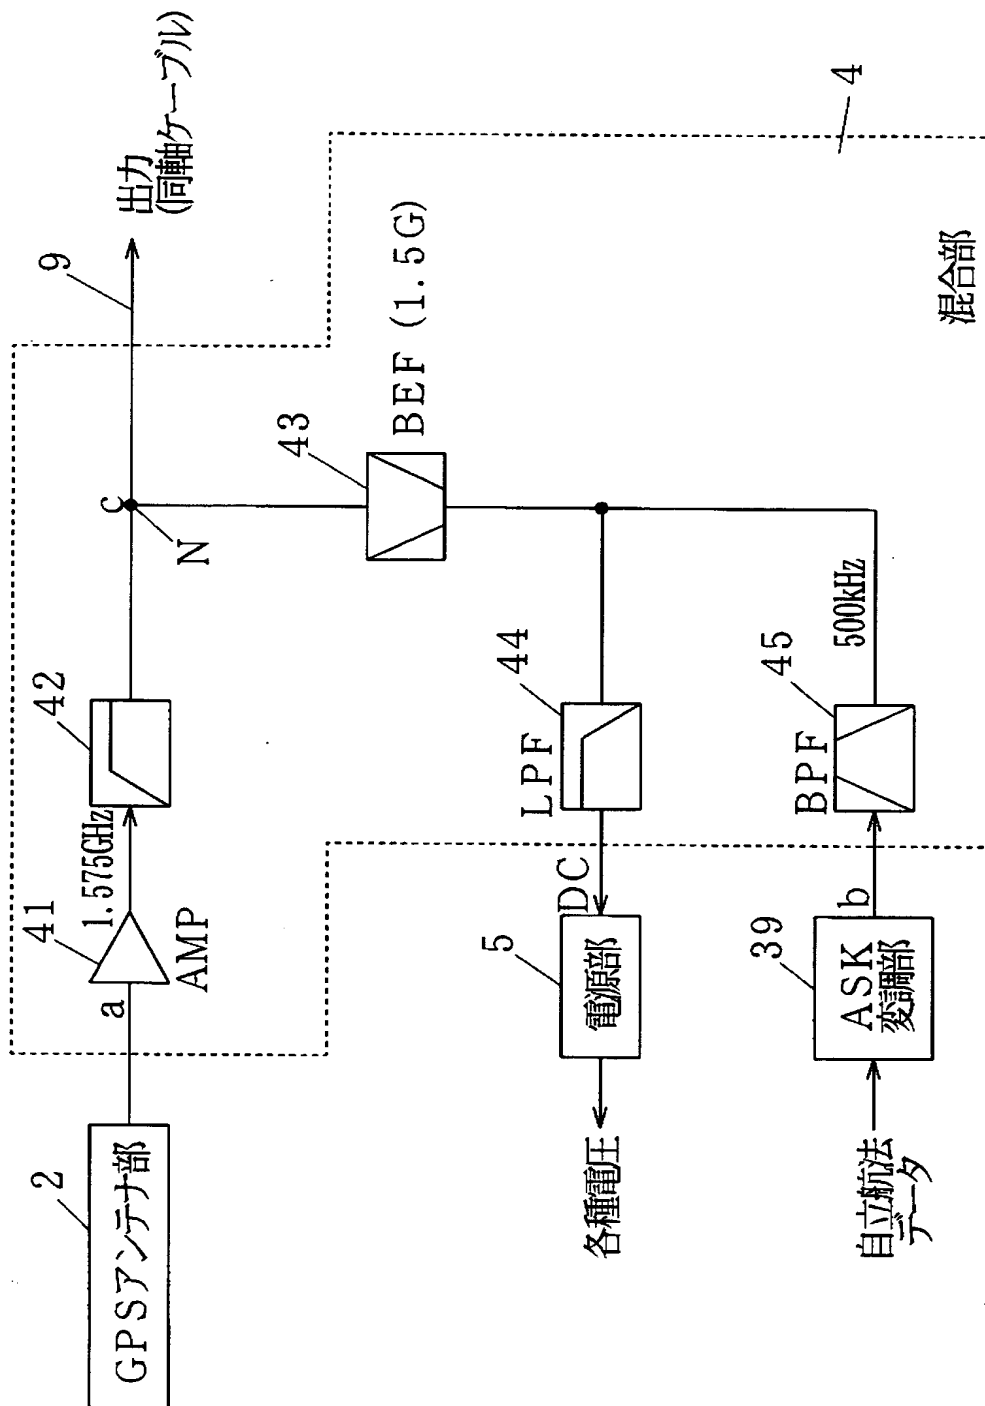 GPSアンテナ部
2
a
41
AMP
1.575GHz
42
c
N
9
出力
(同軸ケーブル)
43
BEF (1.5G)
各種電圧
電源部
5
DC
LPF
44
自立航法
データ
ASK
変調部
39
b
BPF
45
500kHz
混合部
4